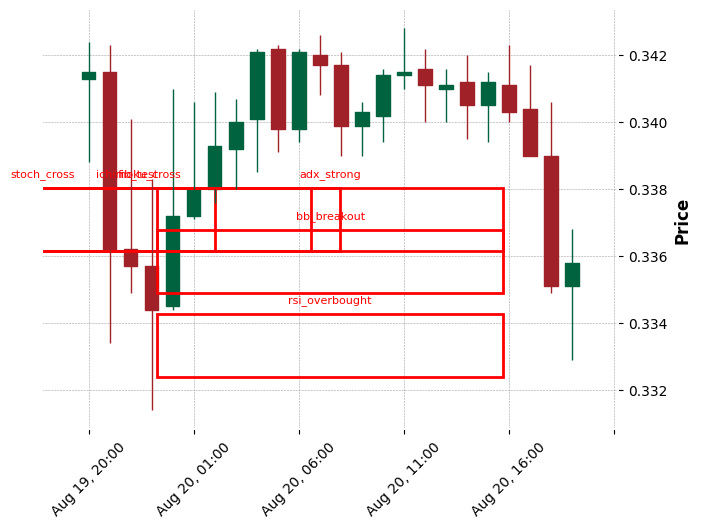 0.342
0.340
stoch_cross
adx_strong
0.338
bb_breakout
0.336
rsi_overbought
0.334
0.332
Price
Aug 19, 20:00
Aug 20, 01:00
Aug 20, 06:00
Aug 20, 11:00
Aug 20, 16:00